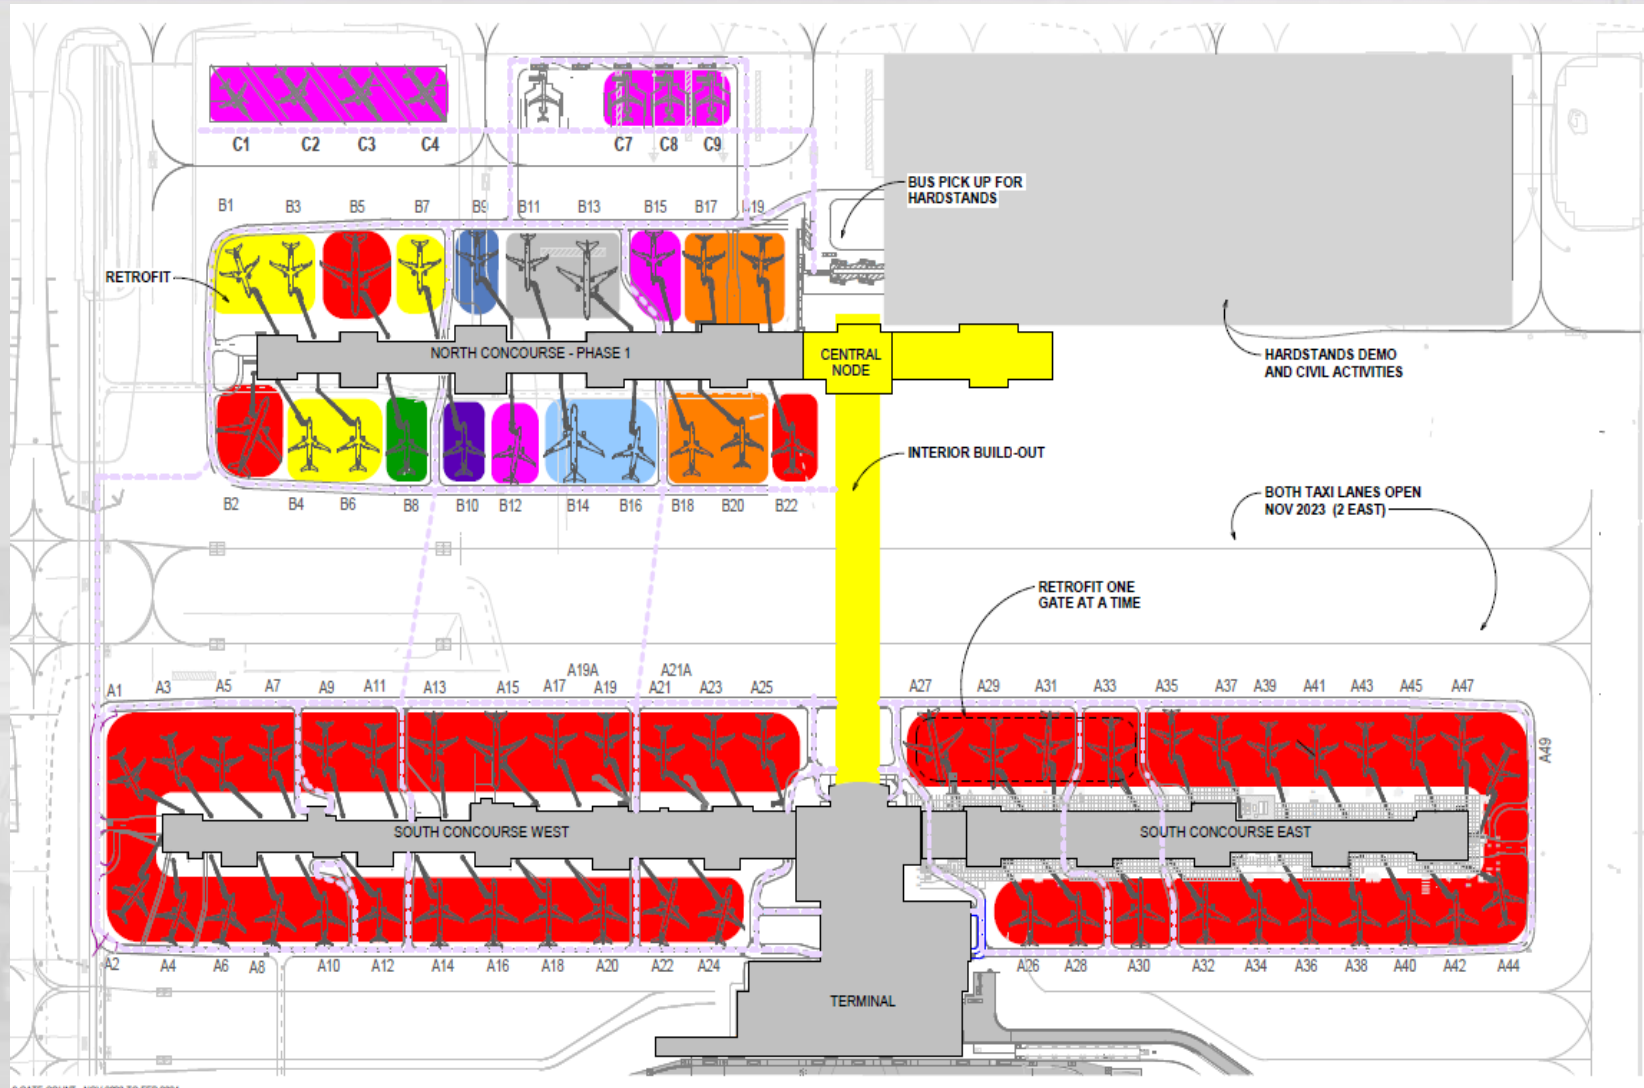 C1 C2 C3 C4 C7 C8 C9
BUS PICK UP FOR
HARDSTANDS
B1 B3 B5 B7 B9 B11 B13 B15 B17 B19
RETROFIT
NORTH CONCOURSE - PHASE 1
CENTRAL
NODE
HARDSTANDS DEMO
AND CIVIL ACTIVITIES
INTERIOR BUILD-OUT
B2 B4 B6 B8 B10 B12 B14 B16 B18 B20 B22
BOTH TAXI LANES OPEN
NOV 2023 (2 EAST)
RETROFIT ONE
GATE AT A TIME
A19A A21A
A1 A3 A5 A7 A9 A11 A13 A15 A17 A19 A21 A23 A25 A27 A29 A31 A33 A35 A37 A39 A41 A43 A45 A47
A49
SOUTH CONCOURSE WEST
SOUTH CONCOURSE EAST
A2 A4 A6 A8 A10 A12 A14 A16 A18 A20 A22 A24 A26 A28 A30 A32 A34 A36 A38 A40 A42 A44
TERMINAL